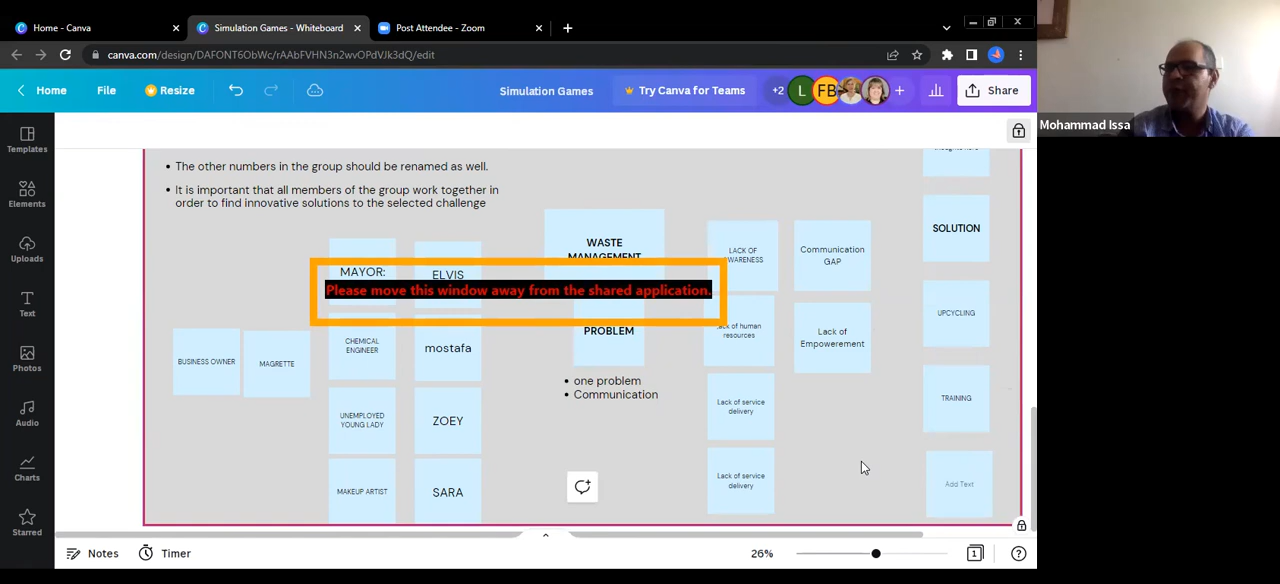 Home - Canva
Simulation Games - Whiteboard
Post Attendee - Zoom
canva.com/design/DAFONT6ObWc/rAAbFVHN3n2wvOPdVJk3dQ/edit
Home
File
Resize
Simulation Games
Try Canva for Teams
+2
L
FB
Share
Mohammad Issa
Templates
Elements
Uploads
Text
Photos
Audio
Charts
Starred
• The other numbers in the group should be renamed as well.
• It is important that all members of the group work together in
order to find innovative solutions to the selected challenge
MAYOR:
ELVIS
WASTE
MANAGEMENT
LACK OF
AWARENESS
Communication
GAP
SOLUTION
Please move this window away from the shared application.
BUSINESS OWNER
MAGRETTE
CHEMICAL
ENGINEER
mostafa
PROBLEM
Lack of human
resources
Lack of
Empowerement
UPCYCLING
• one problem
• Communication
UNEMPLOYED
YOUNG LADY
ZOEY
Lack of service
delivery
TRAINING
MAKEUP ARTIST
SARA
Lack of service
delivery
Add Text
Notes
Timer
26%
1